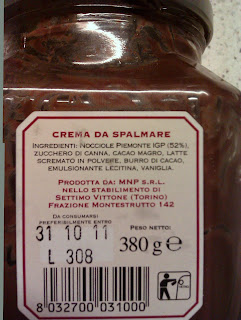 CREMA DA SPALMARE
INGREDIENTI: NOCCIOLE PIEMONTE IGP (52%),
ZUCCHERO DI CANNA, CACAO MAGRO, LATTE
SCREMATO IN POLVERE, BURRO DI CACAO,
EMULSIONANTE LECITINA, VANIGLIA.
PRODOTTA DA: MNP S.R.L.
NELLO STABILIMENTO DI
SETTIMO VITTONE (TORINO)
FRAZIONE MONTESTRUTTO 142
DA CONSUMARSI
PREFERIBILMENTE ENTRO
31 10 11
L 308
PESO NETTO:
380 g e
8 032700 031000